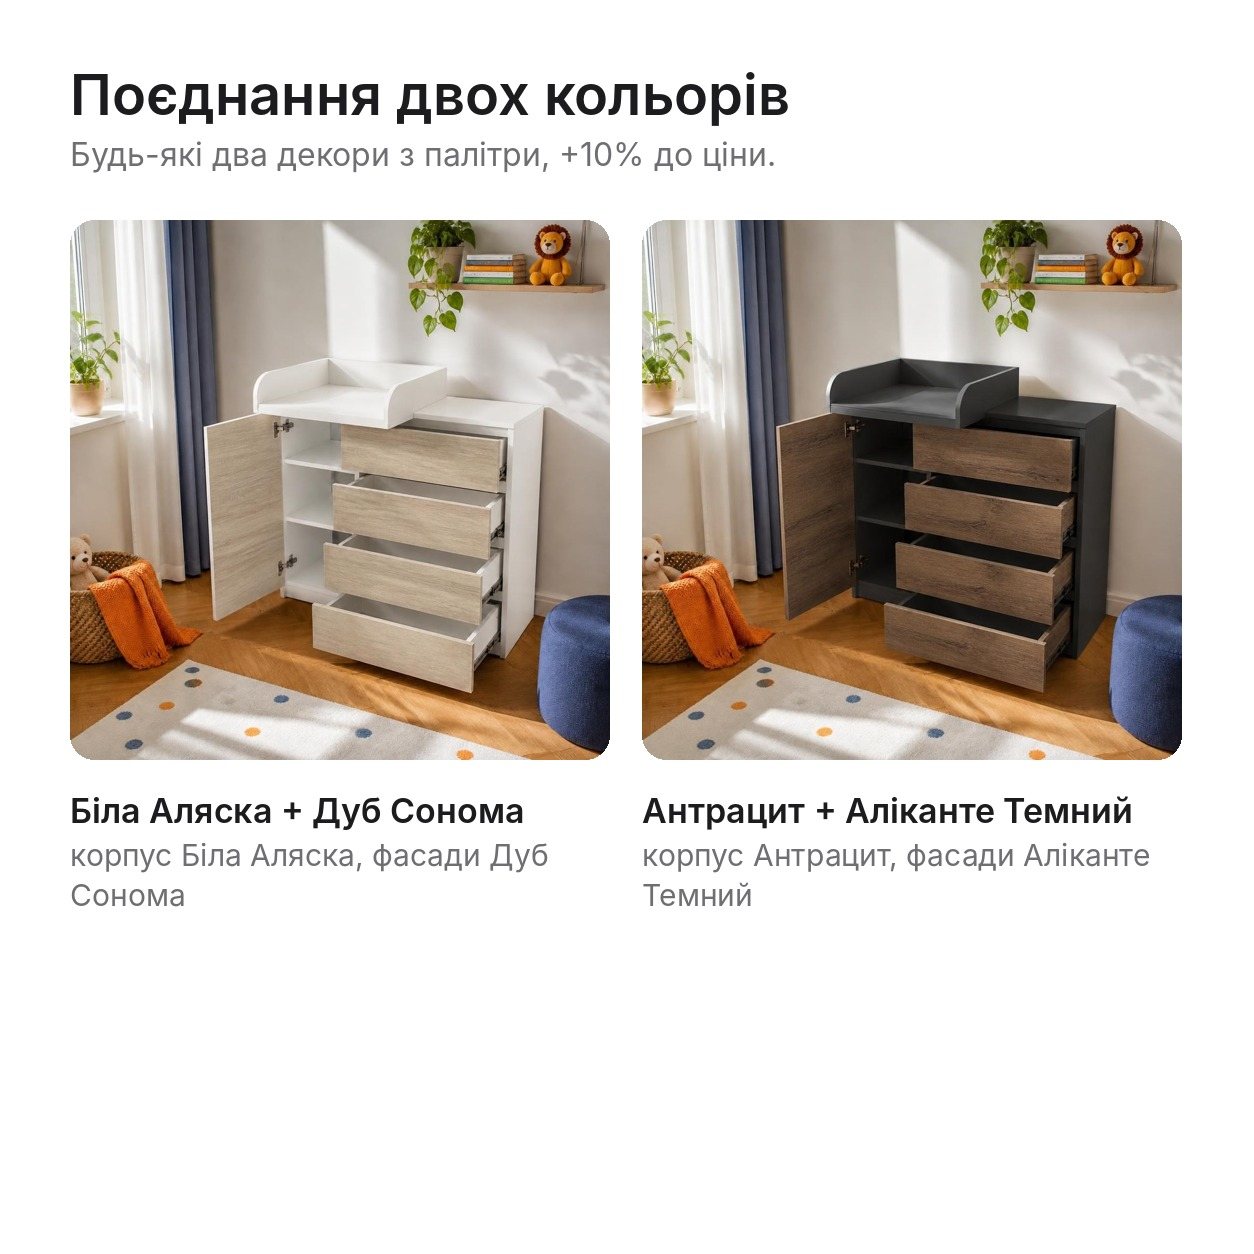 Поєднання двох кольорів
Будь-які два декори з палітри, +10% до ціни.
Біла Аляска + Дуб Сонома
корпус Біла Аляска, фасади Дуб
Сонома
Антрацит + Аліканте Темний
корпус Антрацит, фасади Аліканте
Темний